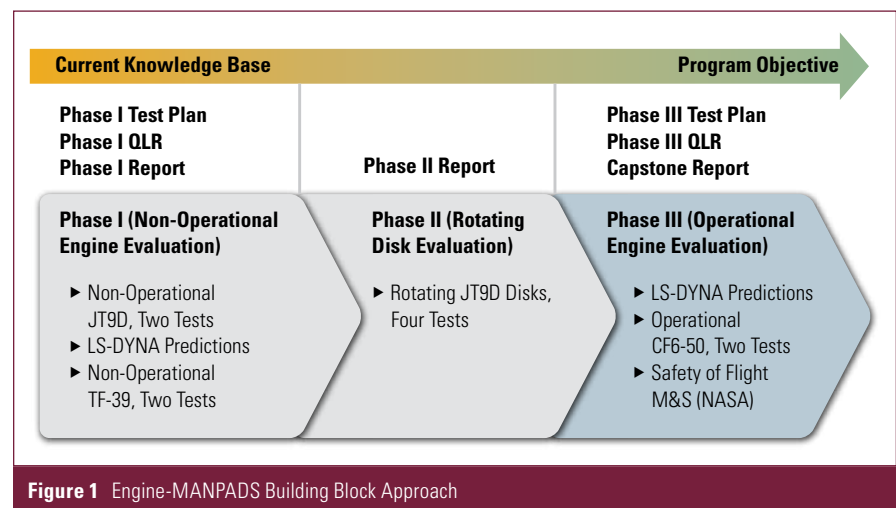 Current Knowledge Base
Program Objective
Phase I Test Plan
Phase I QLR
Phase I Report
Phase II Report
Phase III Test Plan
Phase III QLR
Capstone Report
Phase I (Non-Operational
Engine Evaluation)
▶ Non-Operational
JT9D, Two Tests
▶ LS-DYNA Predictions
▶ Non-Operational
TF-39, Two Tests
Phase II (Rotating
Disk Evaluation)
▶ Rotating JT9D Disks,
Four Tests
Phase III (Operational
Engine Evaluation)
▶ LS-DYNA Predictions
▶ Operational
CF6-50, Two Tests
▶ Safety of Flight
M&S (NASA)
Figure 1 Engine-MANPADS Building Block Approach